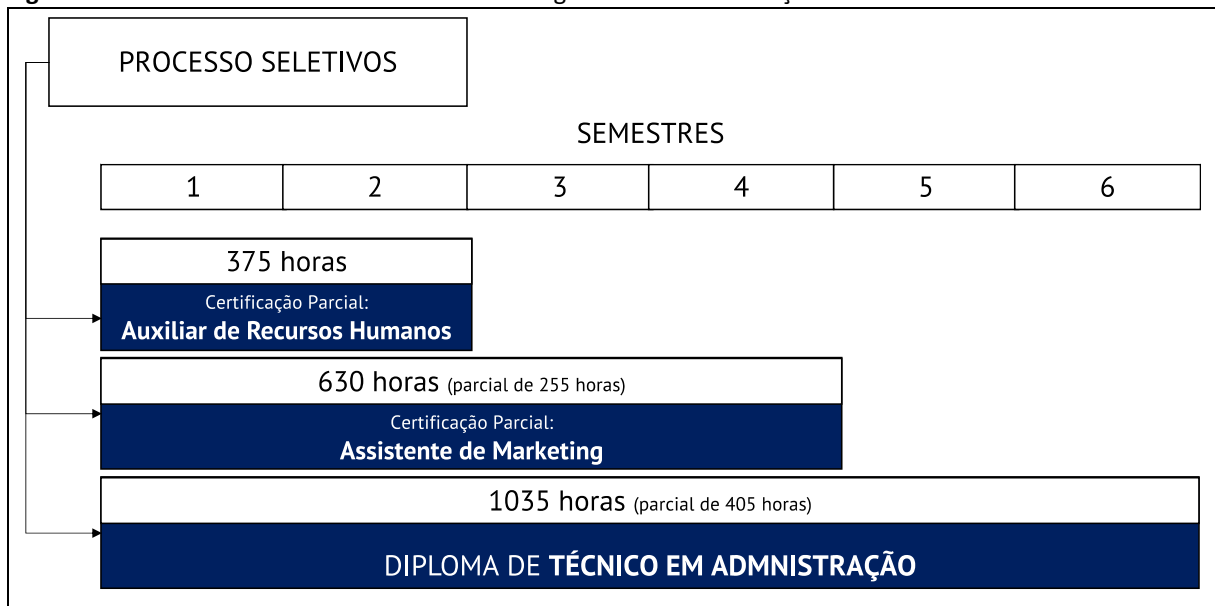 PROCESSO SELETIVOS
SEMESTRES
1 2 3 4 5 6
375 horas
Certificação Parcial:
Auxiliar de Recursos Humanos
630 horas (parcial de 255 horas)
Certificação Parcial:
Assistente de Marketing
1035 horas (parcial de 405 horas)
DIPLOMA DE TÉCNICO EM ADMNISTRAÇÃO